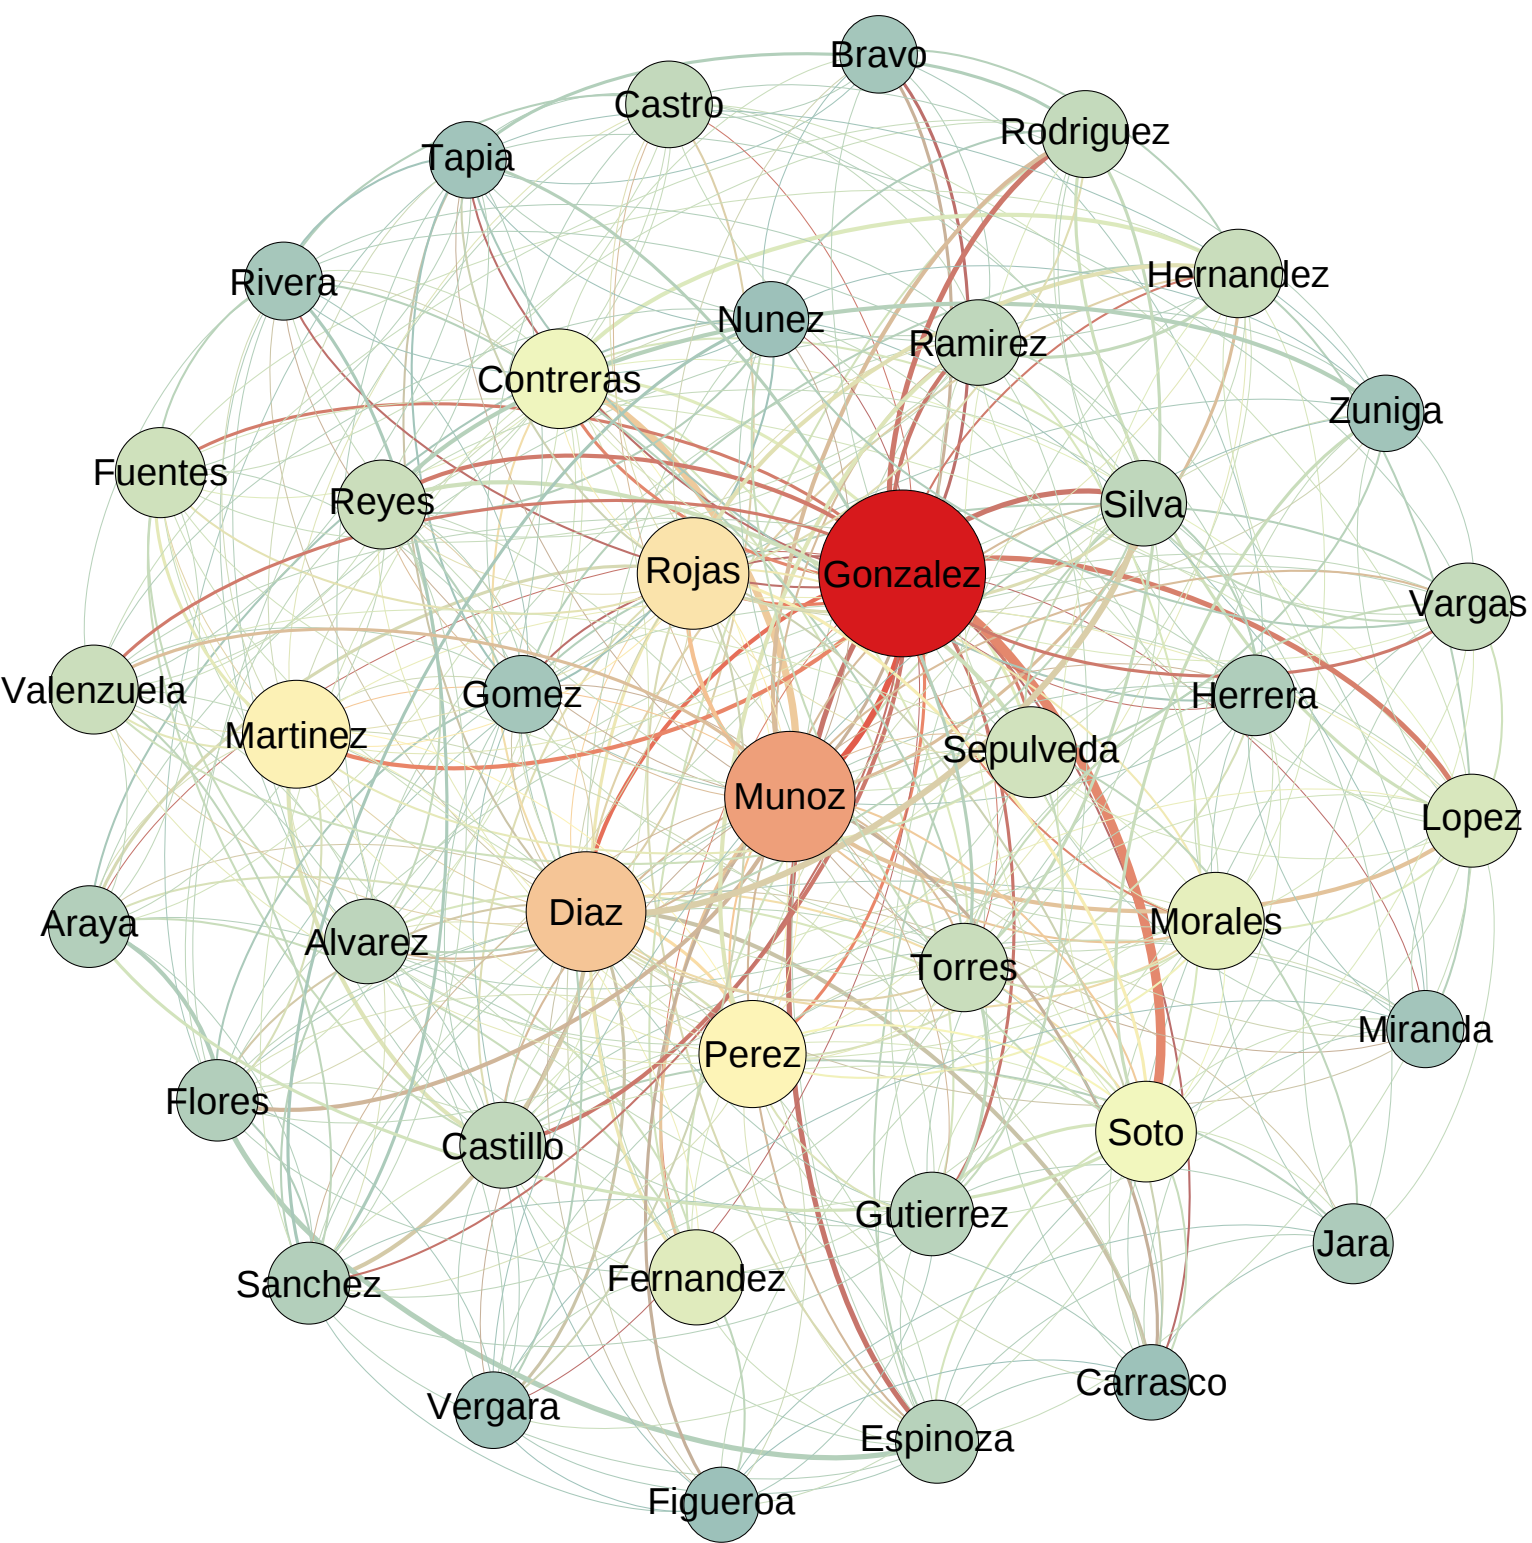 Bravo
Castro
Rodriguez
Tapia
Hernandez
Rivera
Nunez
Ramirez
Contreras
Zuniga
Fuentes
Reyes
Silva
Rojas
Gonzalez
Vargas
Valenzuela
Gomez
Herrera
Martinez
Sepulveda
Munoz
Lopez
Diaz
Araya
Alvarez
Morales
Torres
Miranda
Perez
Flores
Castillo
Soto
Gutierrez
Jara
Sanchez
Fernandez
Carrasco
Vergara
Espinoza
Figueroa